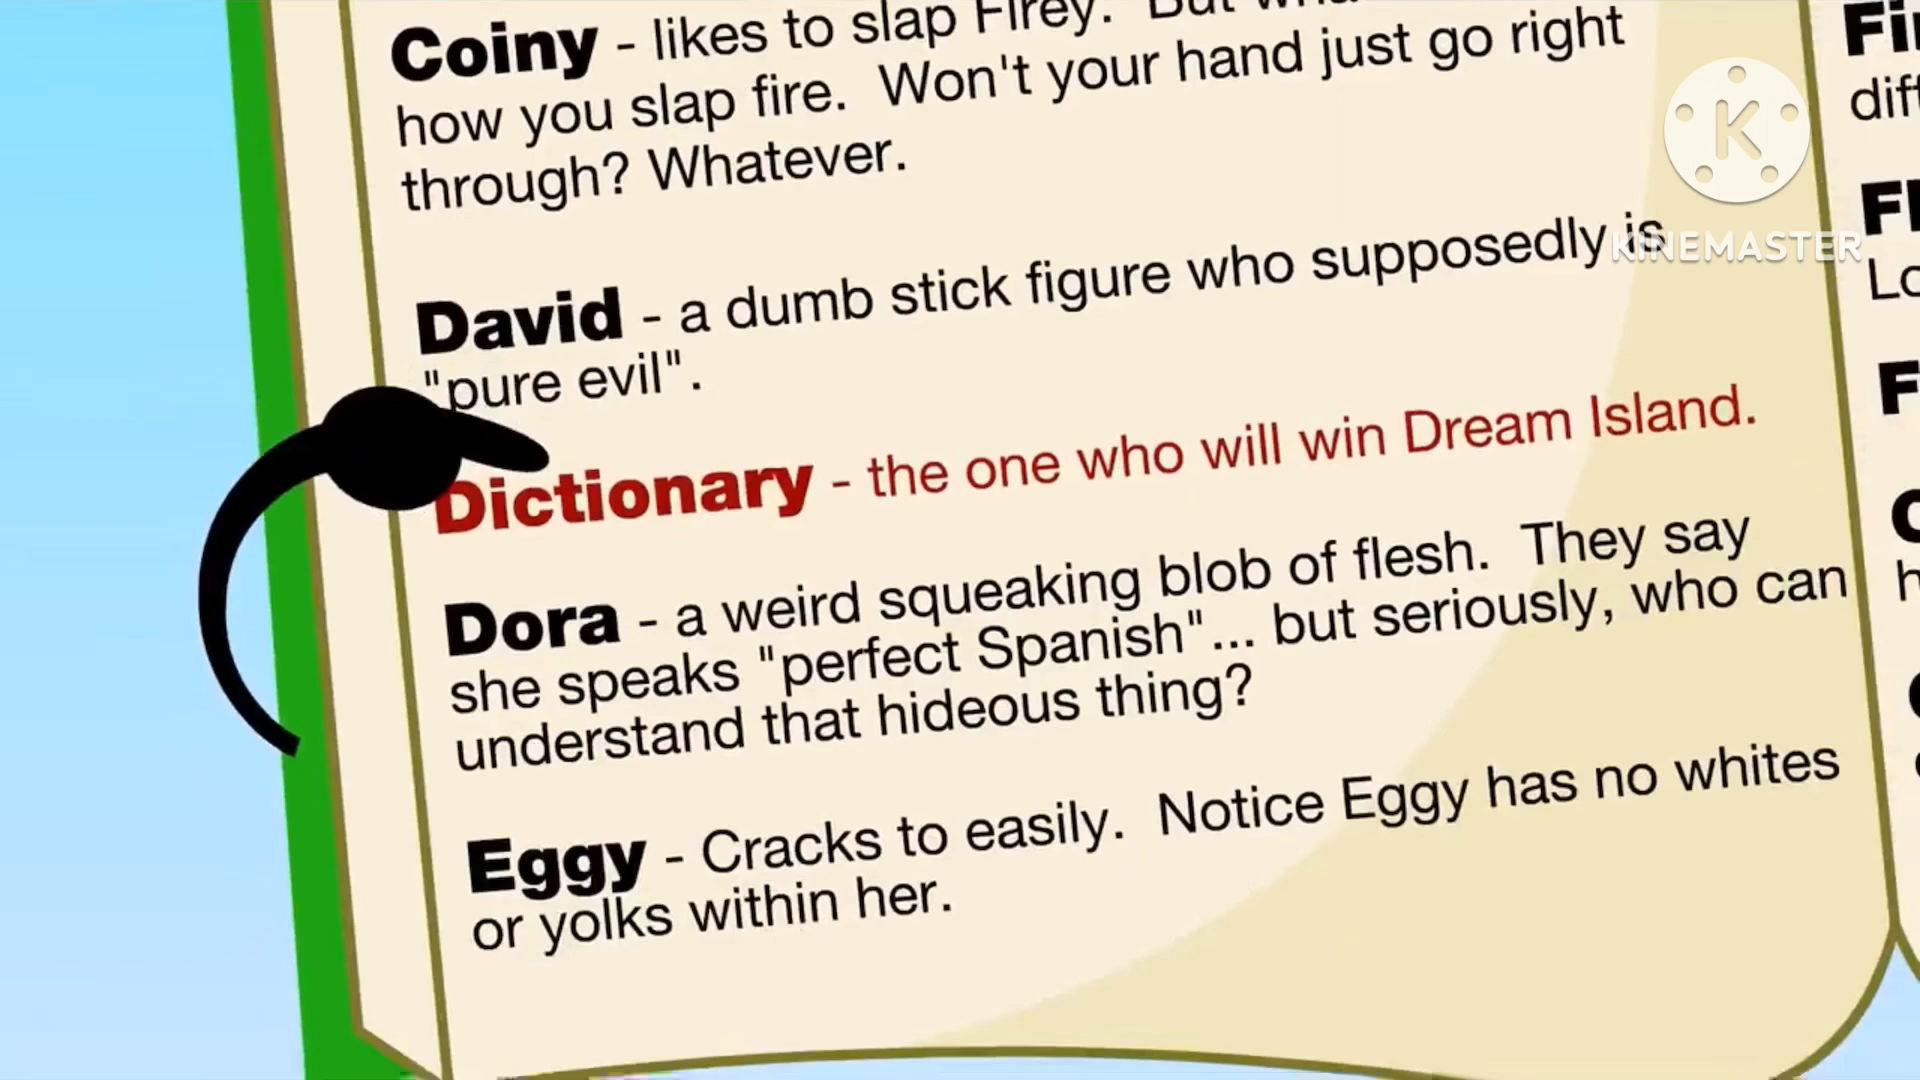 Coiny - likes to slap Firey. But
how you slap fire. Won't your hand just go right
through? Whatever.
David - a dumb stick figure who supposedly is
"pure evil".
Dictionary - the one who will win Dream Island.
Dora - a weird squeaking blob of flesh. They say
she speaks "perfect Spanish"... but seriously, who can
understand that hideous thing?
Eggy - Cracks to easily. Notice Eggy has no whites
or yolks within her.
K
KINEMASTER